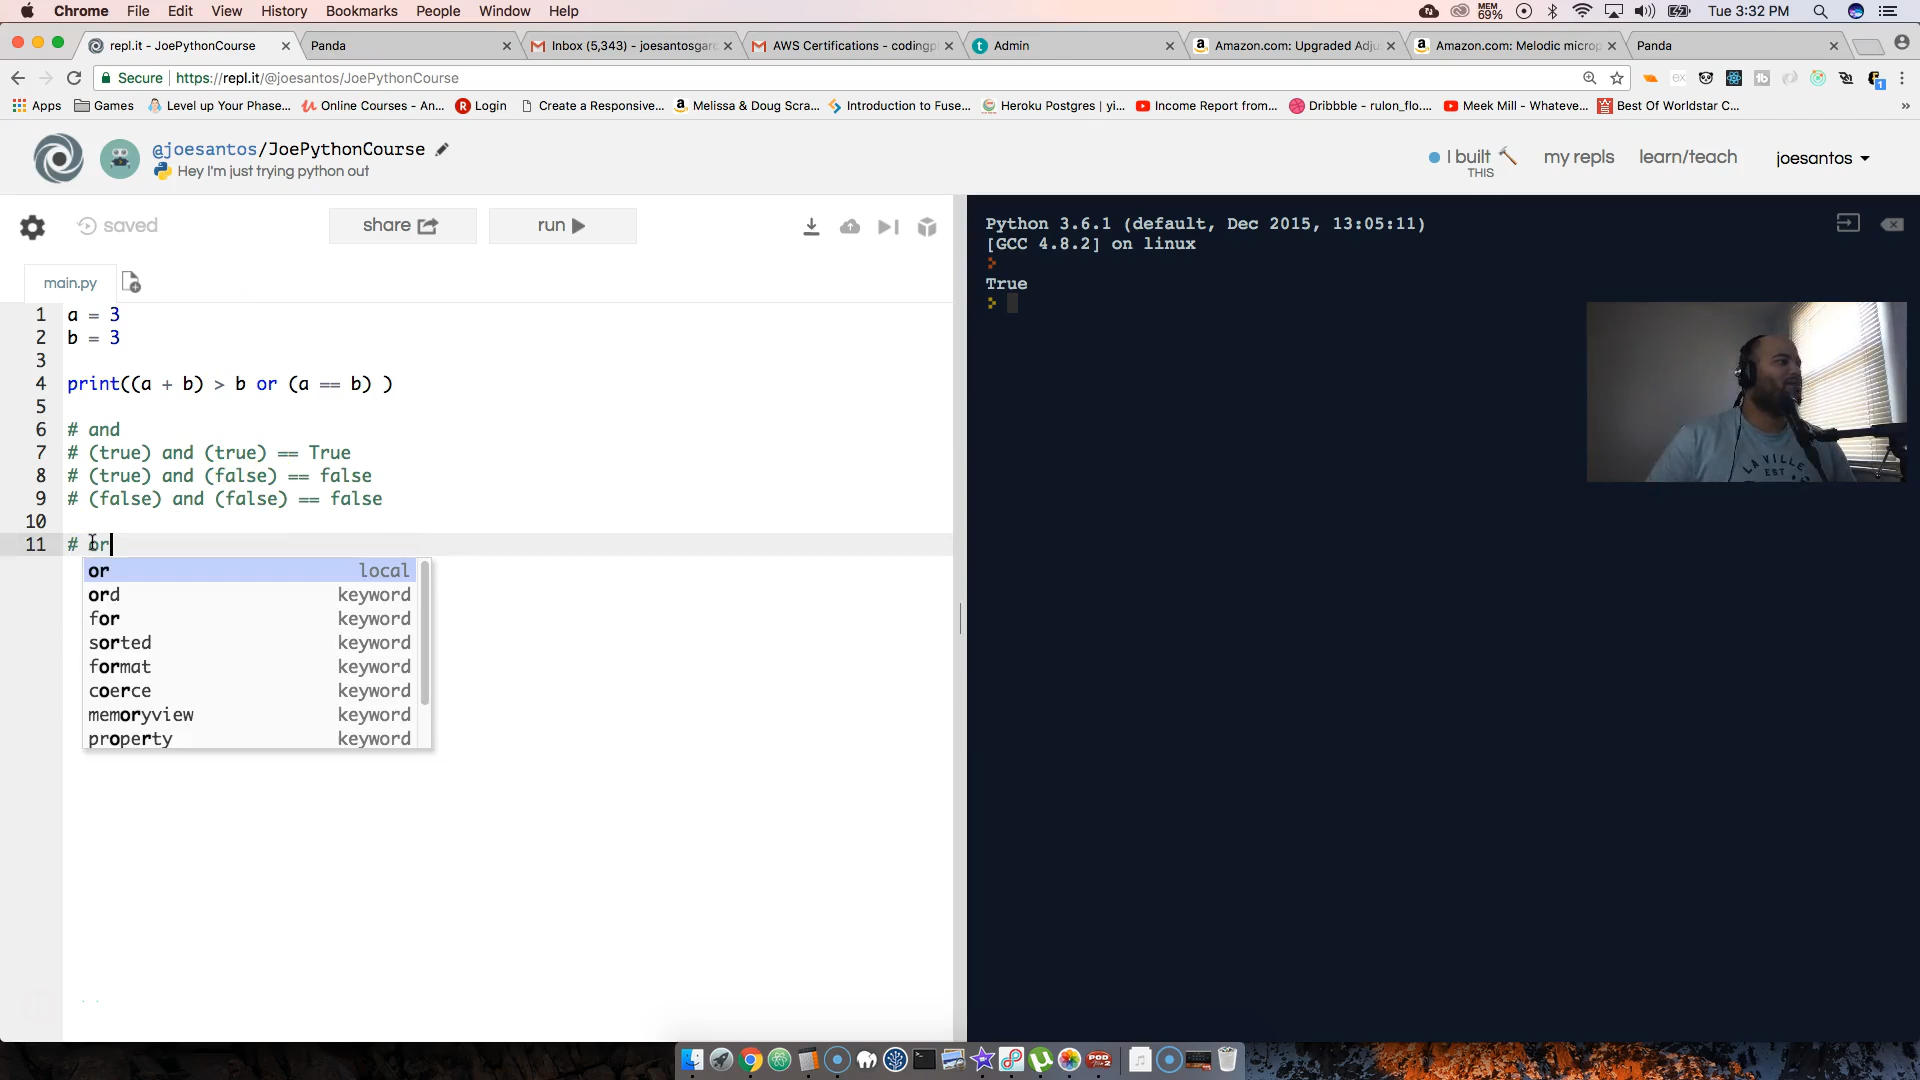 Chrome File Edit View History Bookmarks People Window Help MEM 69% Tue 3:32 PM
repl.it - JoePythonCourse Panda Inbox (5,343) - joesantosgar AWS Certifications - codingpl Admin Amazon.com: Upgraded Adju Amazon.com: Melodic microp Panda
Secure https://repl.it/@joesantos/JoePythonCourse
Apps Games Level up Your Phase... Online Courses - An... Login Create a Responsive... Melissa & Doug Scra... Introduction to Fuse... Heroku Postgres | yi... Income Report from... Dribbble - rulon_flo.... Meek Mill - Whateve... Best Of Worldstar C... »
@joesantos/JoePythonCourse
Hey I'm just trying python out
I built THIS my repls learn/teach joesantos
saved share run
main.py
1 a = 3
2 b = 3
3
4 print((a + b) > b or (a == b) )
5
6 # and
7 # (true) and (true) == True
8 # (true) and (false) == false
9 # (false) and (false) == false
10
11 # or
or local
ord keyword
for keyword
sorted keyword
format keyword
coerce keyword
memoryview keyword
property keyword
Python 3.6.1 (default, Dec 2015, 13:05:11)
[GCC 4.8.2] on linux
True
LA VILLE
EST